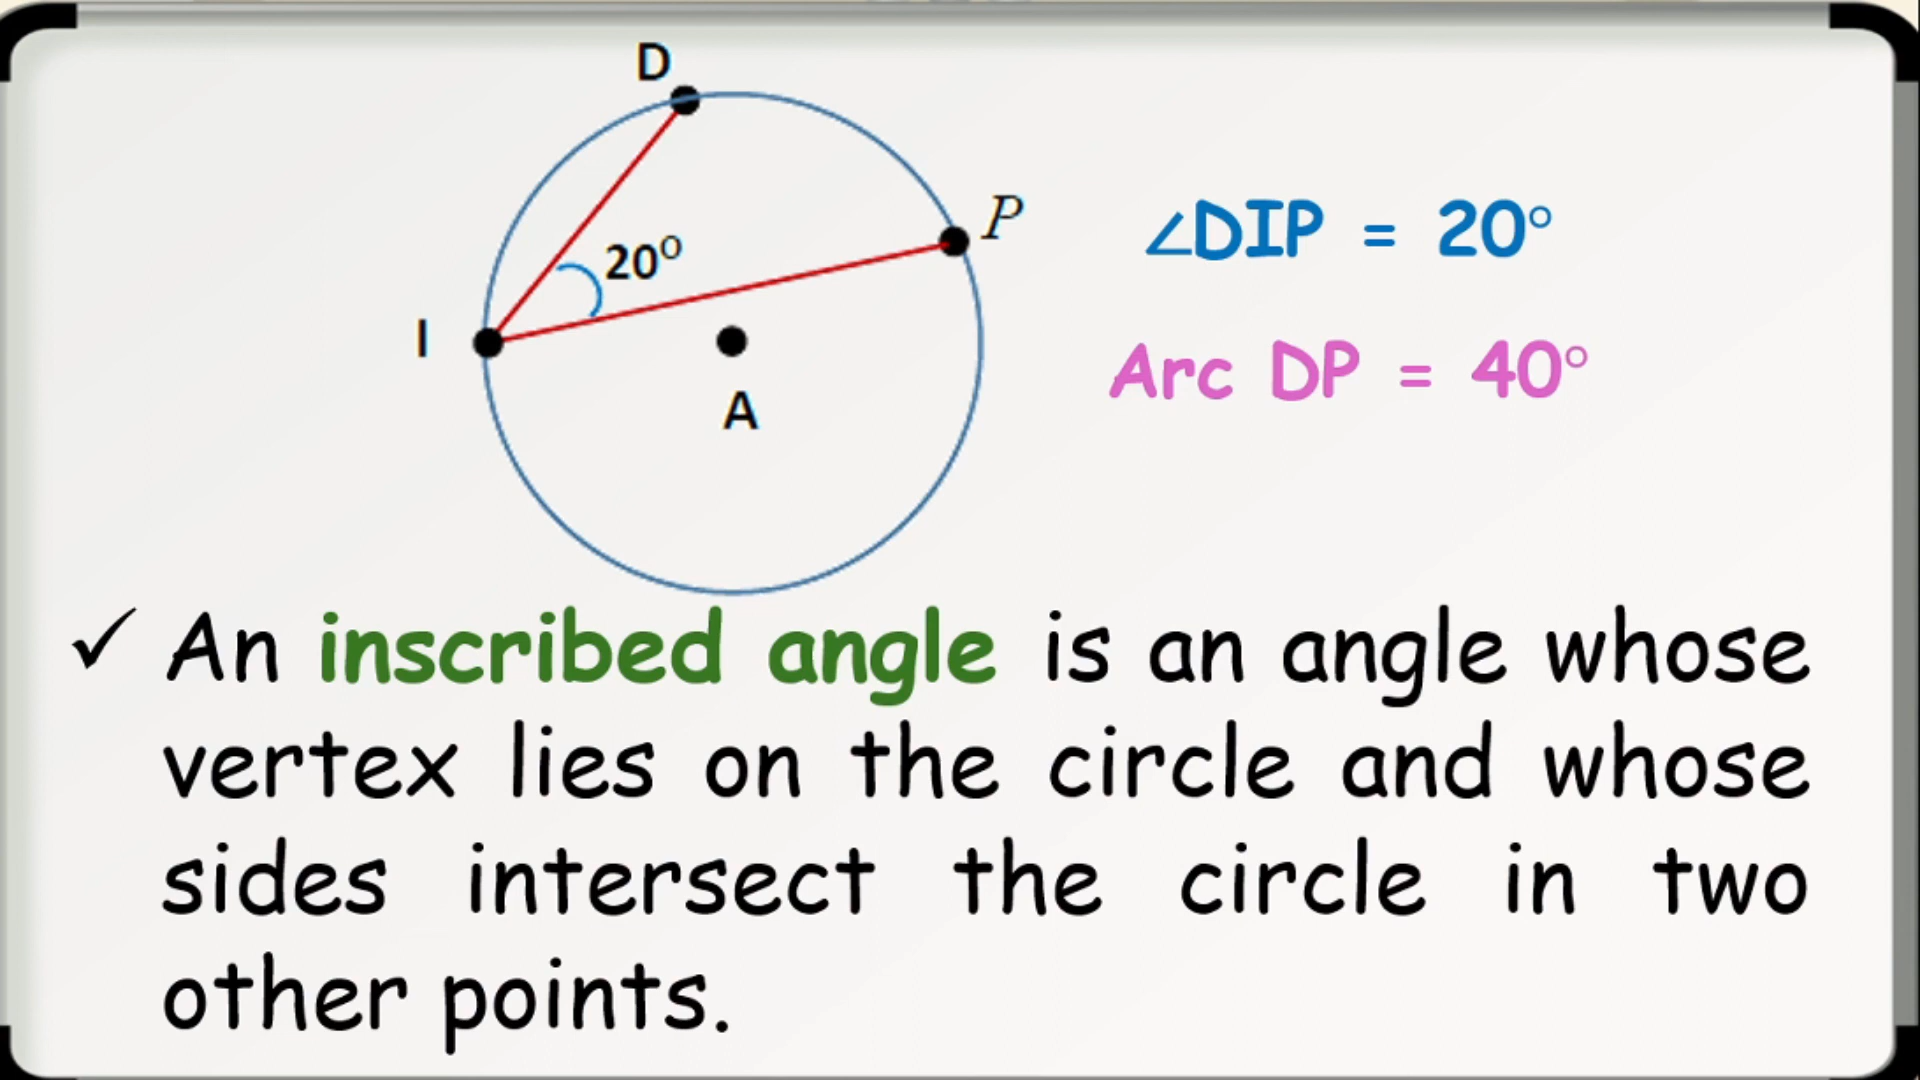 D
P
20°
I
A
∠DIP = 20°
Arc DP = 40°
✓ An inscribed angle is an angle whose
vertex lies on the circle and whose
sides intersect the circle in two
other points.